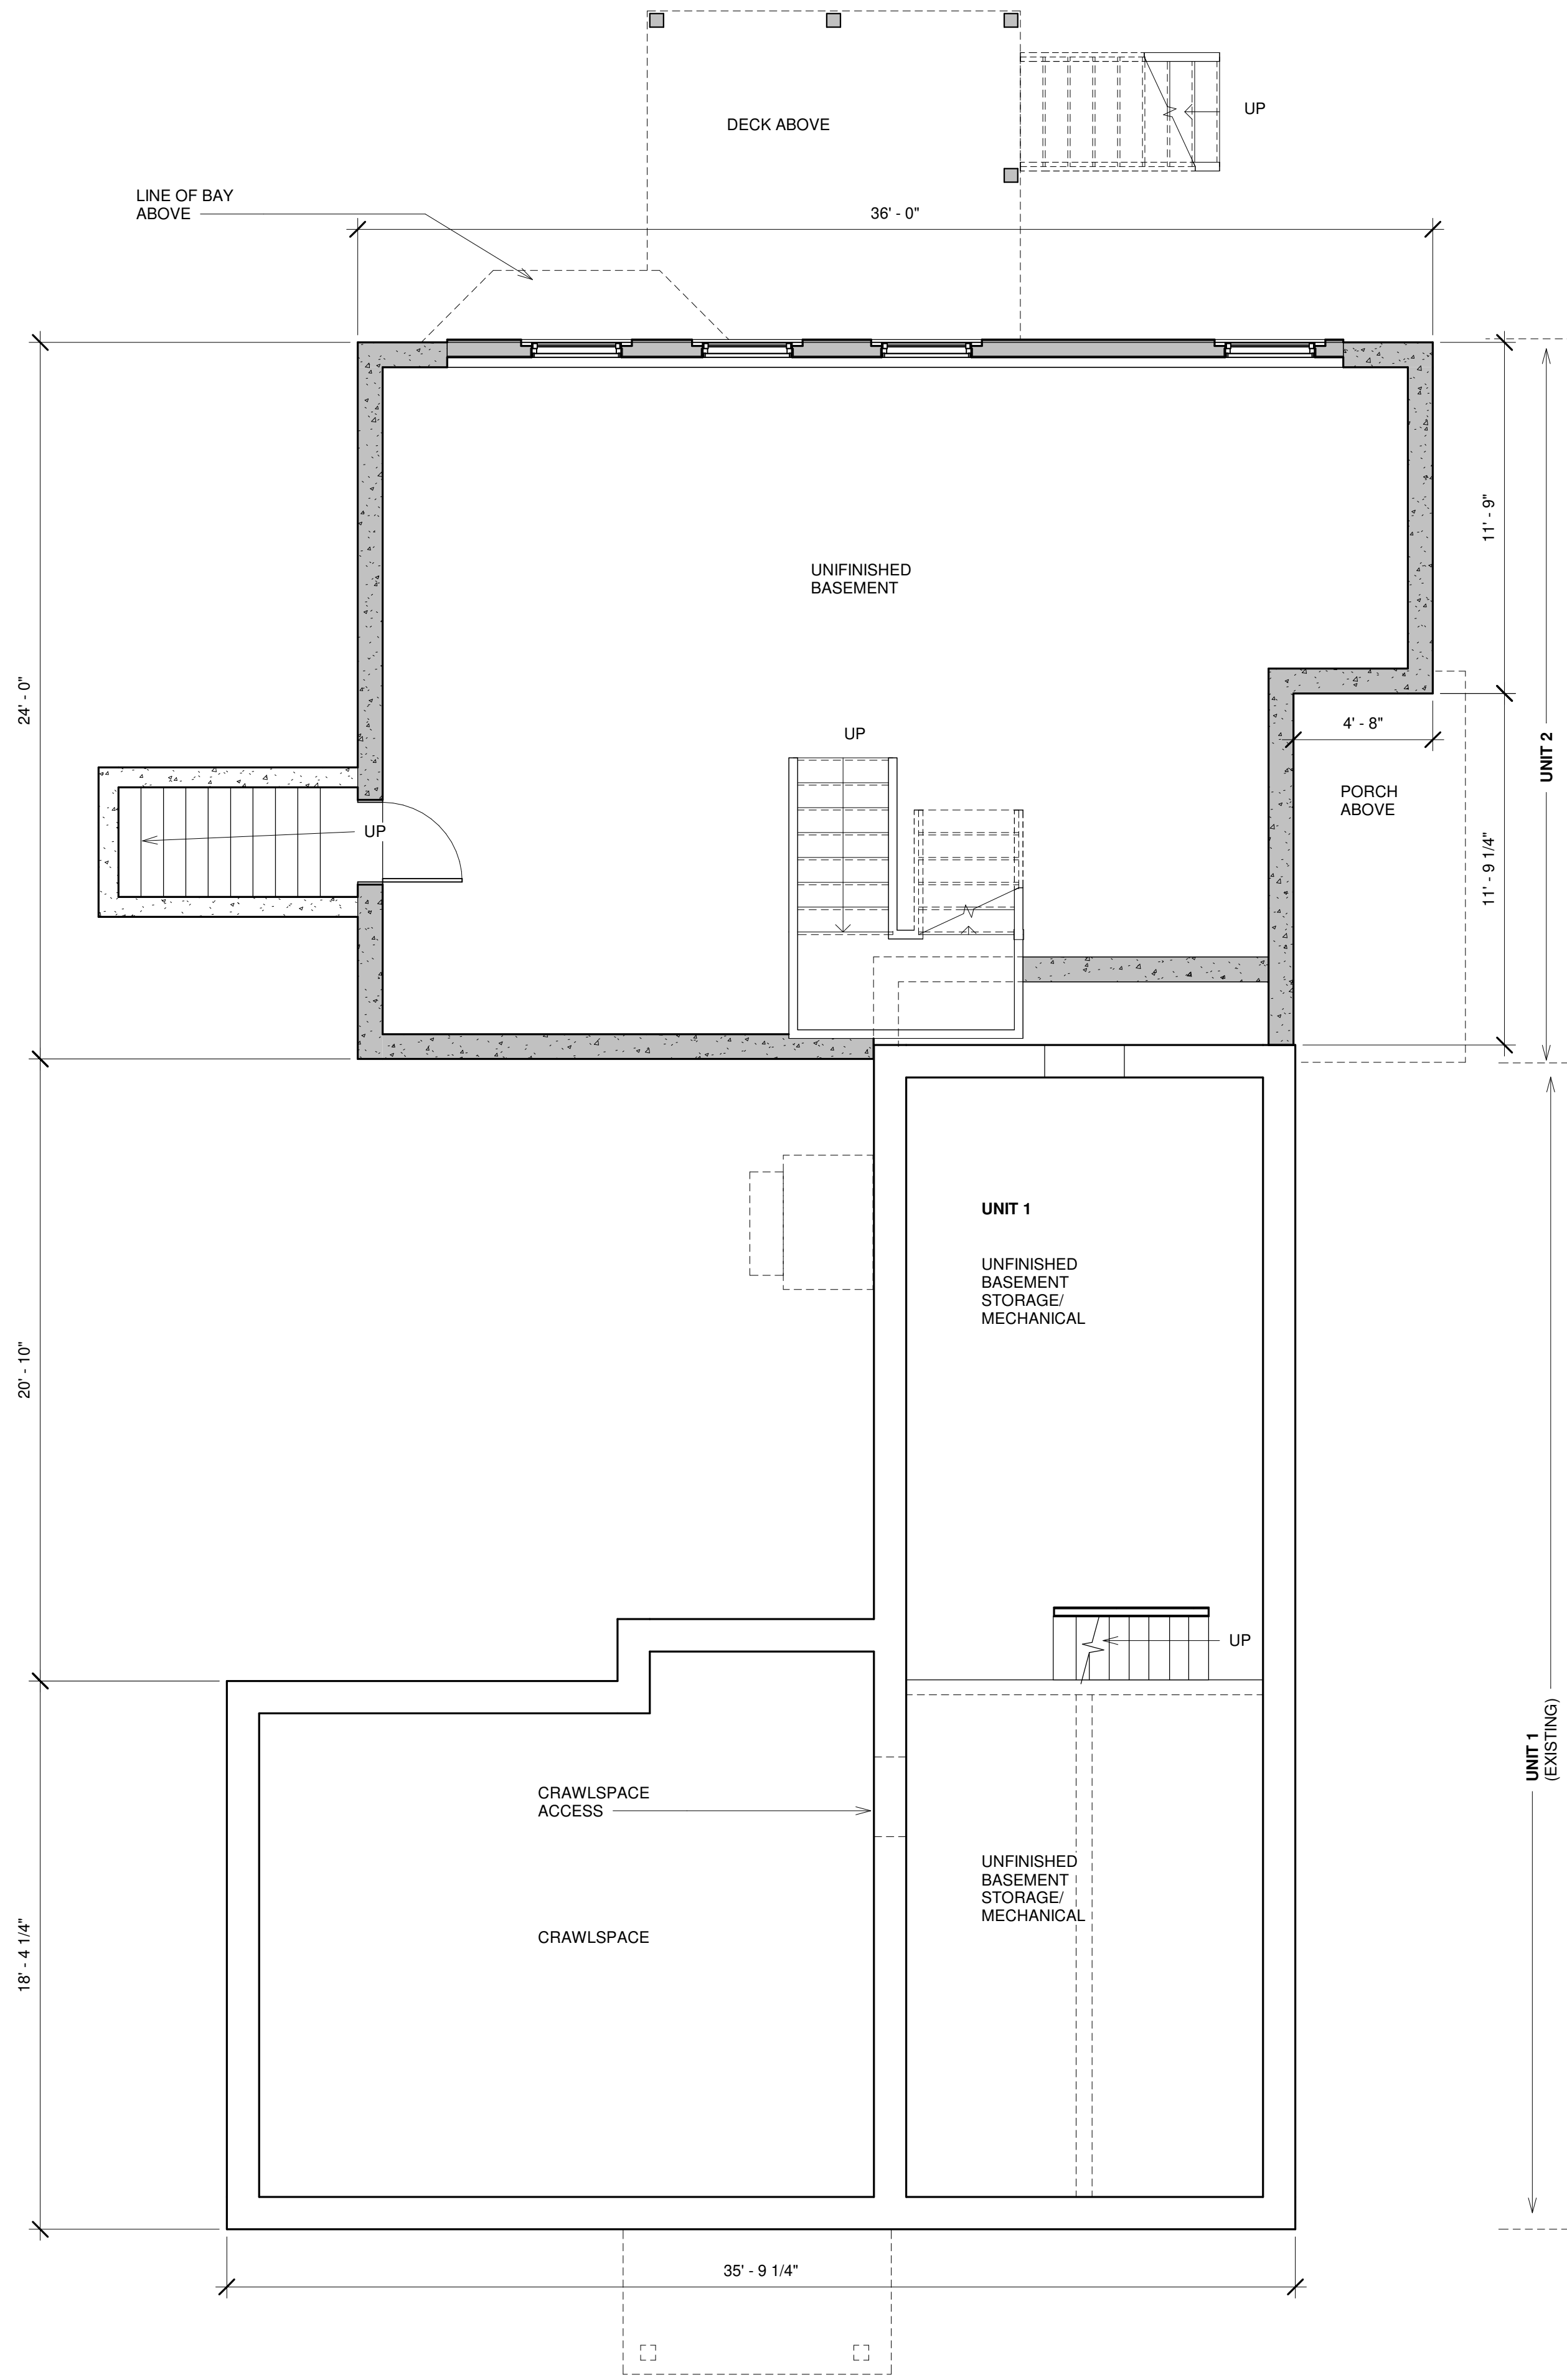 UP
DECK ABOVE
LINE OF BAY
ABOVE
36' - 0"
11' - 9"
UNIFINISHED
BASEMENT
24' - 0"
4' - 8"
UNIT 2
UP
PORCH
ABOVE
UP
11' - 9 1/4"
UNIT 1
UNFINISHED
BASEMENT
STORAGE/
MECHANICAL
20' - 10"
UP
UNIT 1
(EXISTING)
CRAWLSPACE
ACCESS
UNFINISHED
BASEMENT
STORAGE/
MECHANICAL
CRAWLSPACE
18' - 4 1/4"
35' - 9 1/4"